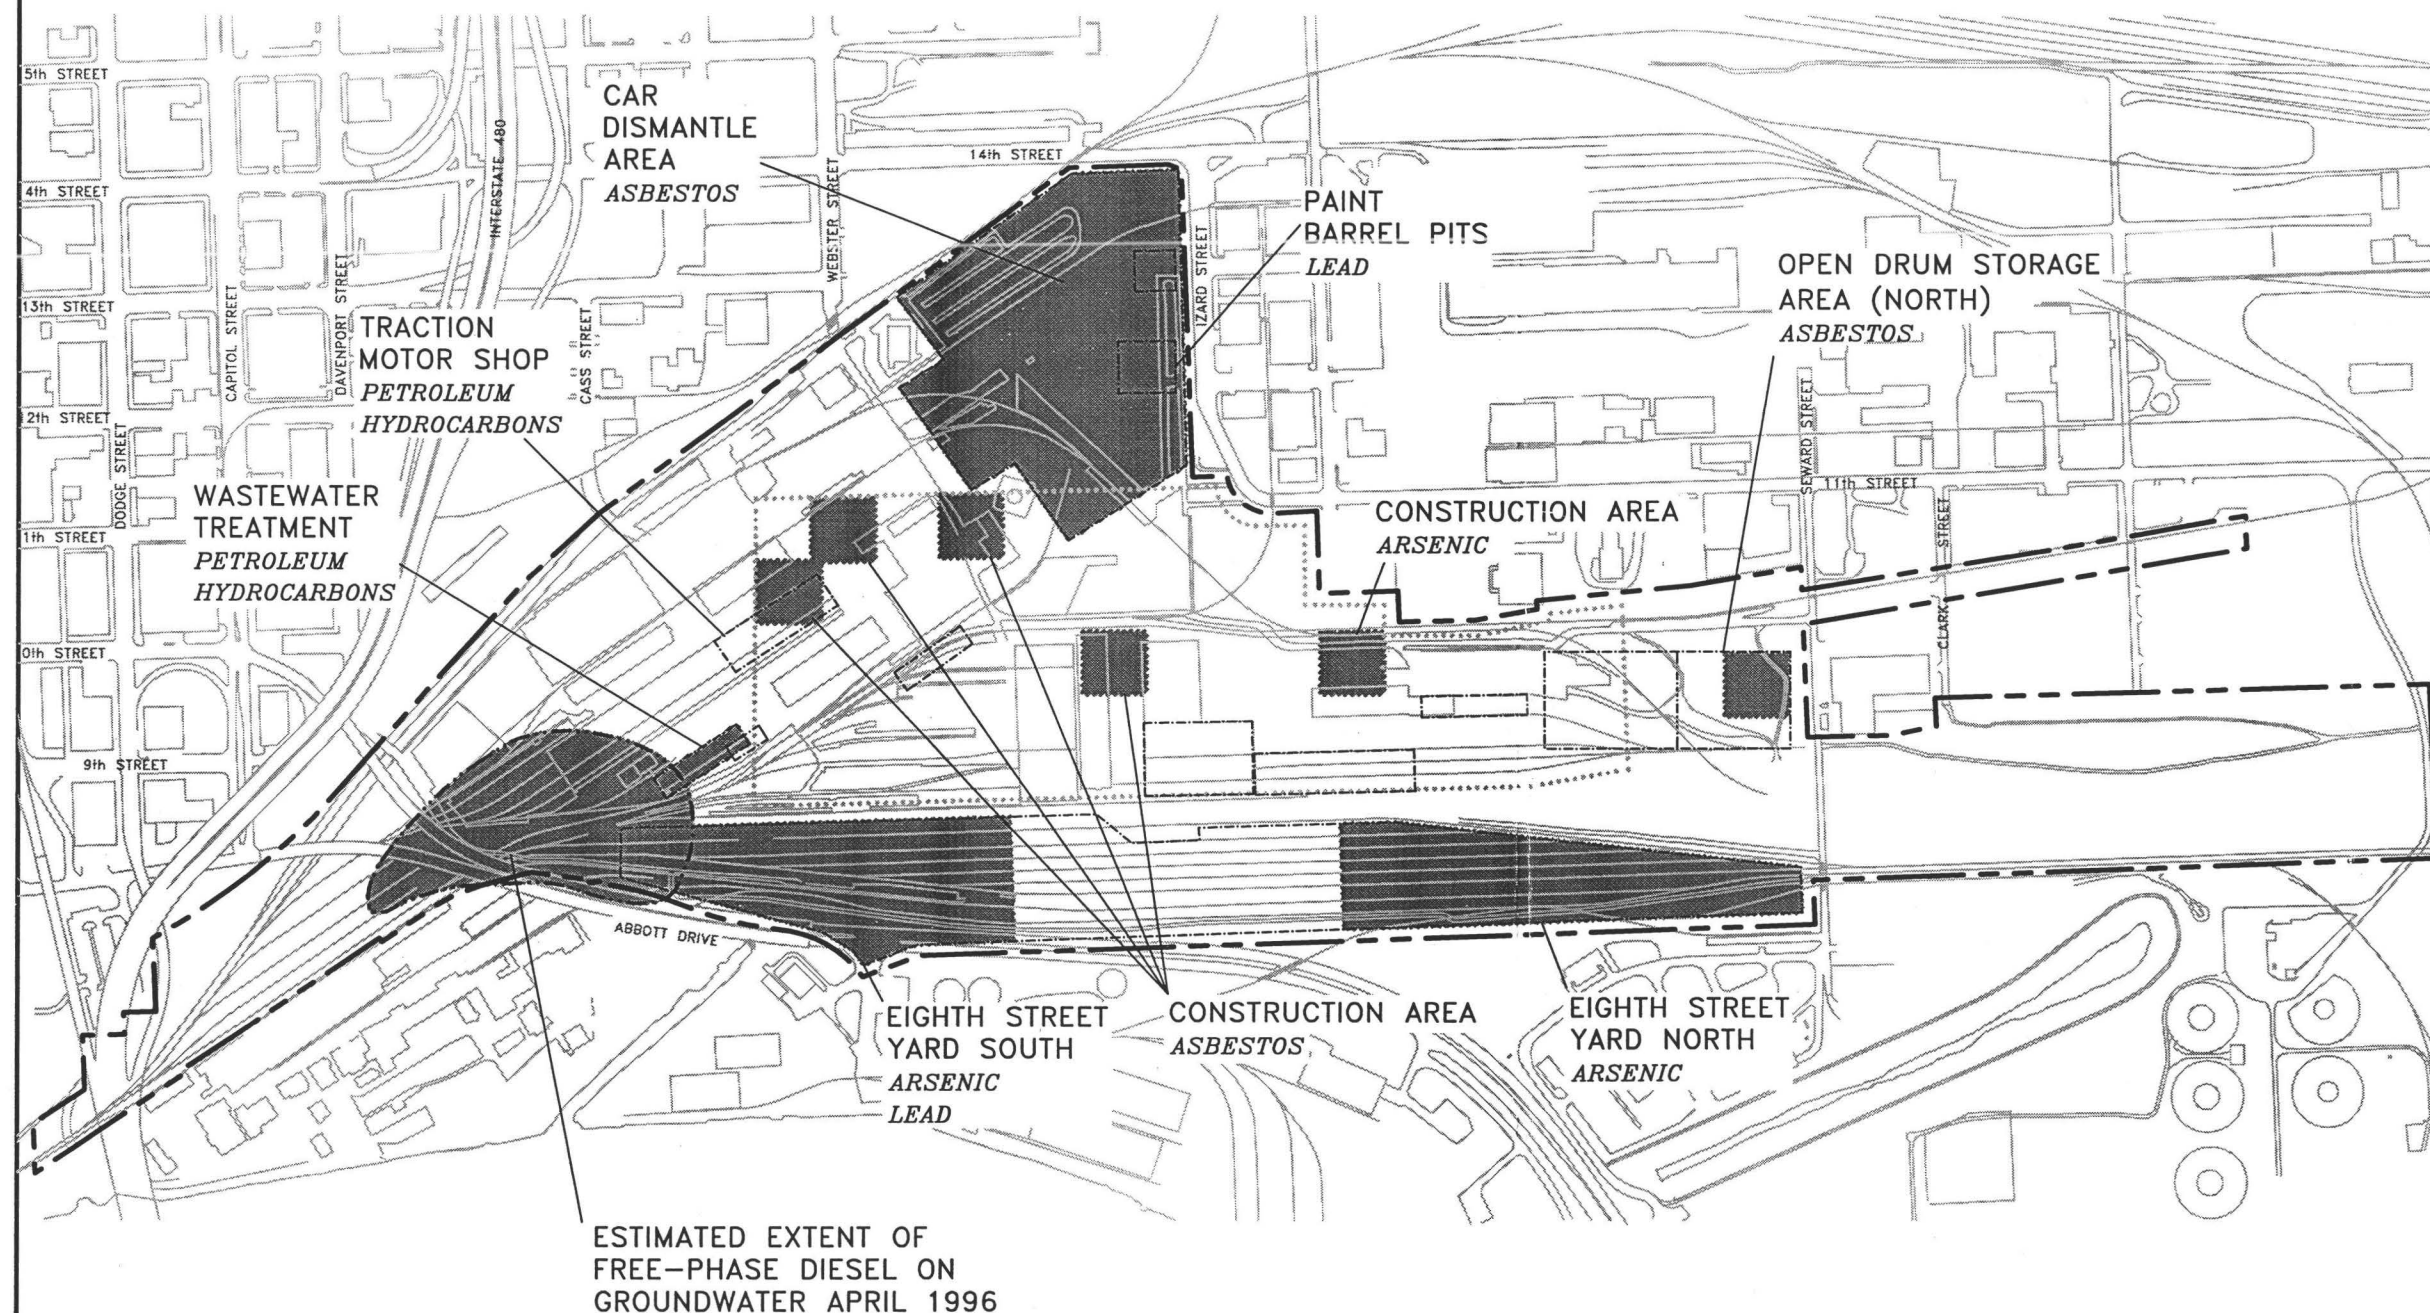 5th STREET
4th STREET
13th STREET
2th STREET
1th STREET
0th STREET
9th STREET
DODGE STREET
CAPITOL STREET
DAVENPORT STREET
INTERSTATE 480
CASS STREET
WEBSTER STREET
14th STREET
IZARD STREET
11th STREET
SEWARD STREET
CLARK STREET
ABBOTT DRIVE
CAR
DISMANTLE
AREA
ASBESTOS
PAINT
BARREL PITS
LEAD
OPEN DRUM STORAGE
AREA (NORTH)
ASBESTOS
TRACTION
MOTOR SHOP
PETROLEUM
HYDROCARBONS
WASTEWATER
TREATMENT
PETROLEUM
HYDROCARBONS
CONSTRUCTION AREA
ARSENIC
EIGHTH STREET
YARD SOUTH
ARSENIC
LEAD
CONSTRUCTION AREA
ASBESTOS
EIGHTH STREET
YARD NORTH
ARSENIC
ESTIMATED EXTENT OF
FREE-PHASE DIESEL ON
GROUNDWATER APRIL 1996